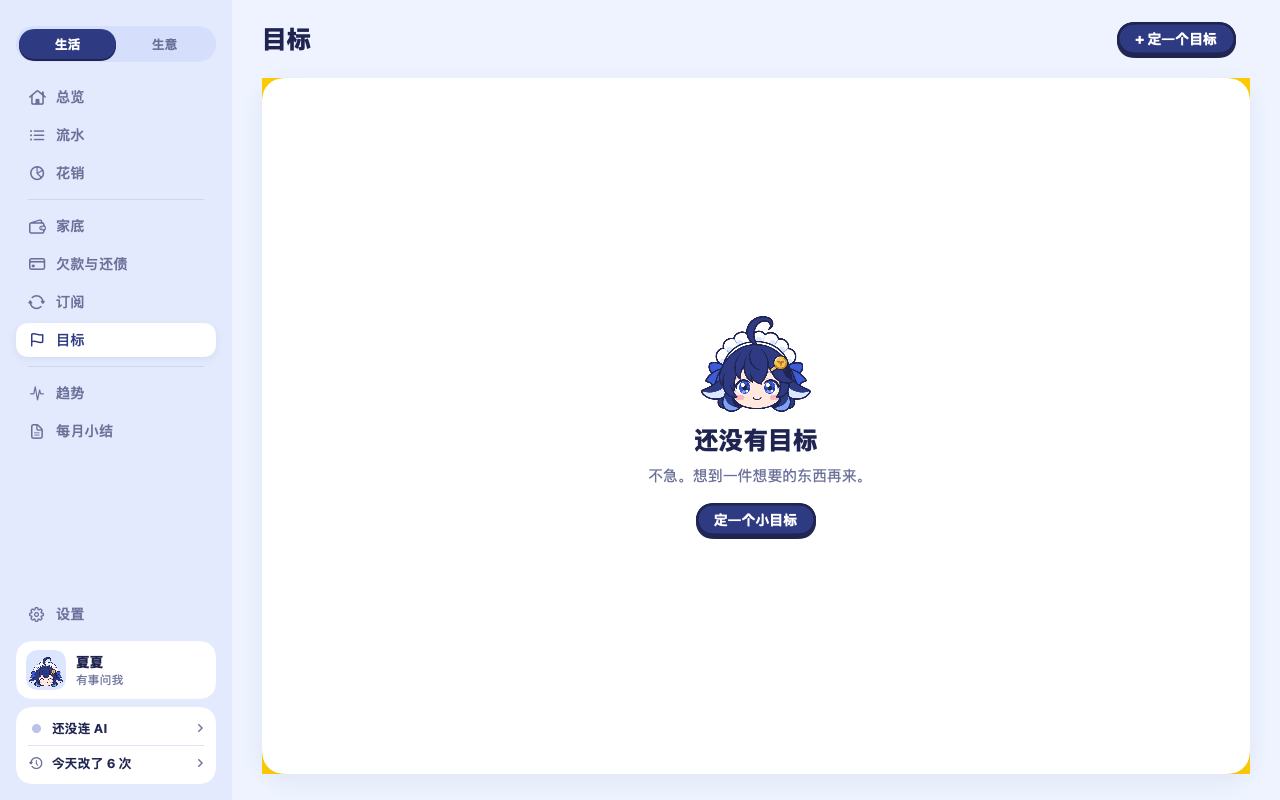 生活
生意
总览
流水
花销
家底
欠款与还债
订阅
目标
趋势
每月小结
设置
夏夏
有事问我
还没连 AI
今天改了 6 次
目标
+ 定一个目标
还没有目标
不急。想到一件想要的东西再来。
定一个小目标